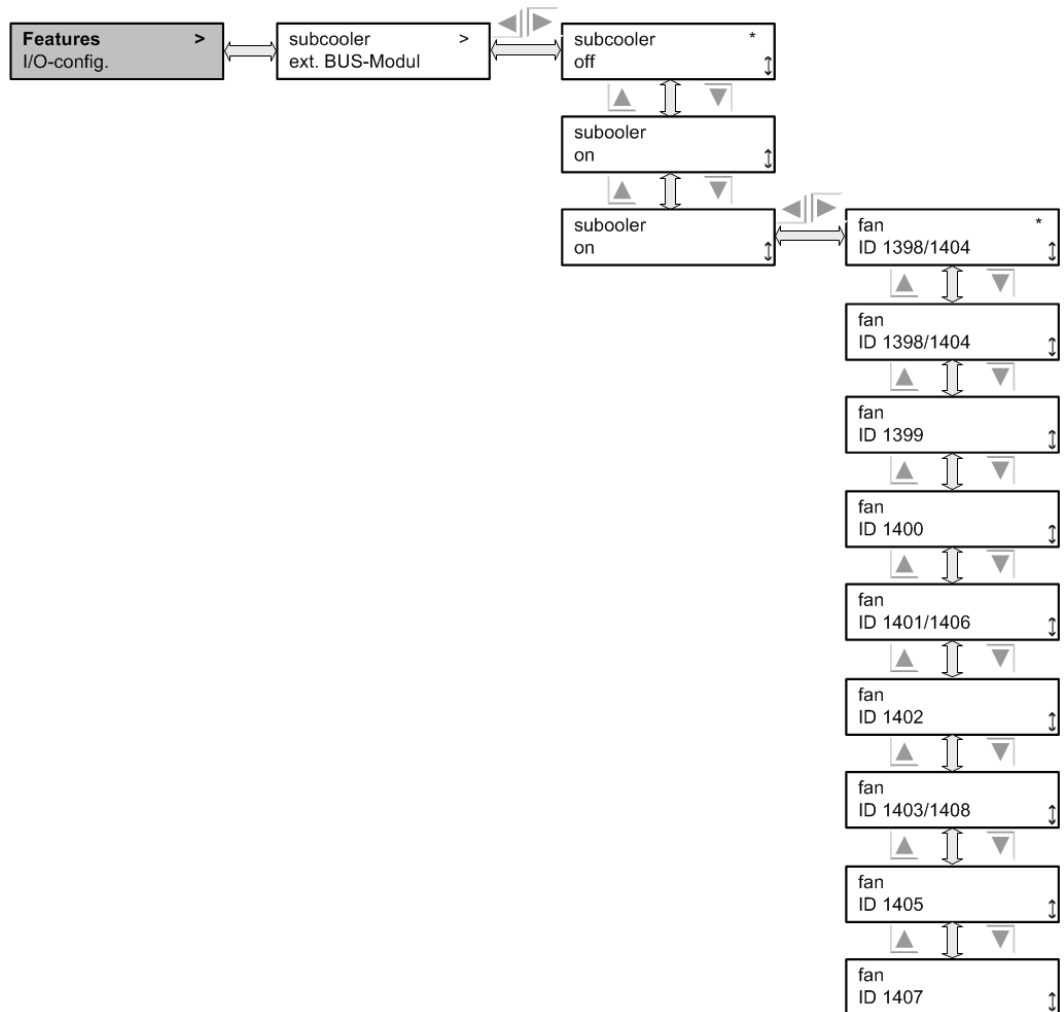 Features >
I/O-config.
subcooler >
ext. BUS-Modul
subcooler *
off
subooler
on
subooler
on
fan *
ID 1398/1404
fan
ID 1398/1404
fan
ID 1399
fan
ID 1400
fan
ID 1401/1406
fan
ID 1402
fan
ID 1403/1408
fan
ID 1405
fan
ID 1407